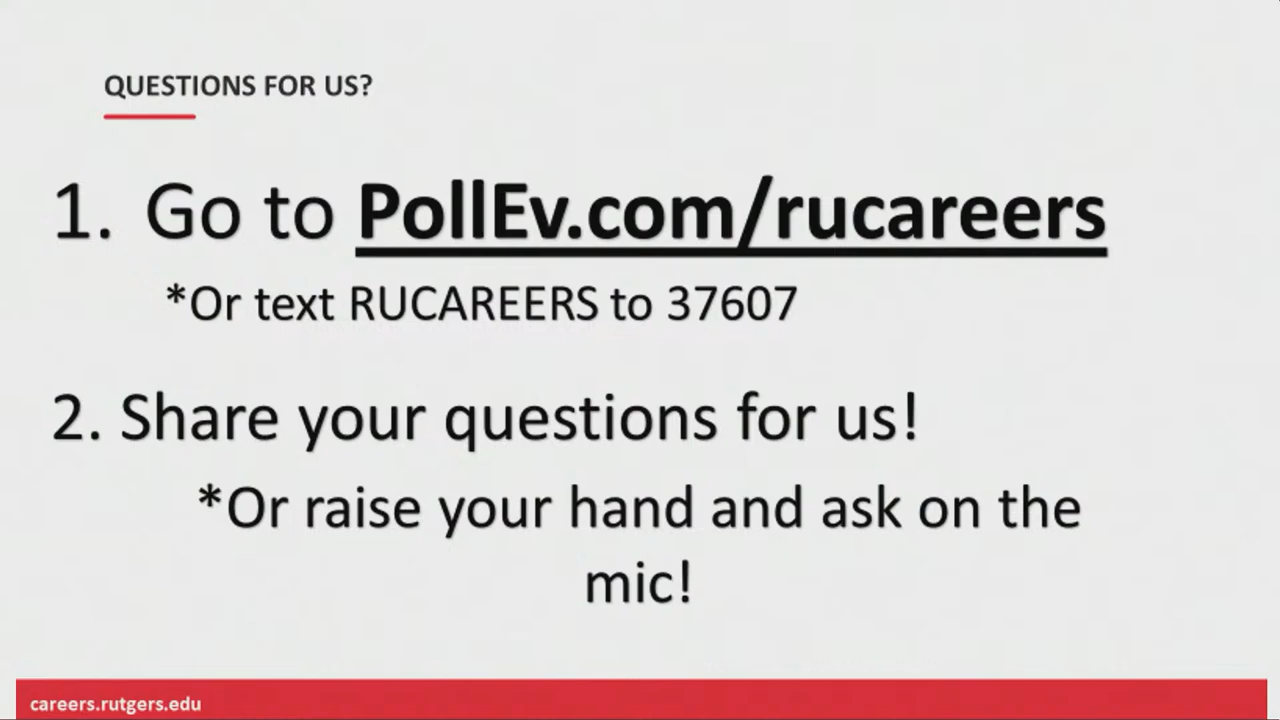 QUESTIONS FOR US?
1. Go to PollEv.com/rucareers
*Or text RUCAREERS to 37607
2. Share your questions for us!
*Or raise your hand and ask on the
mic!
careers.rutgers.edu